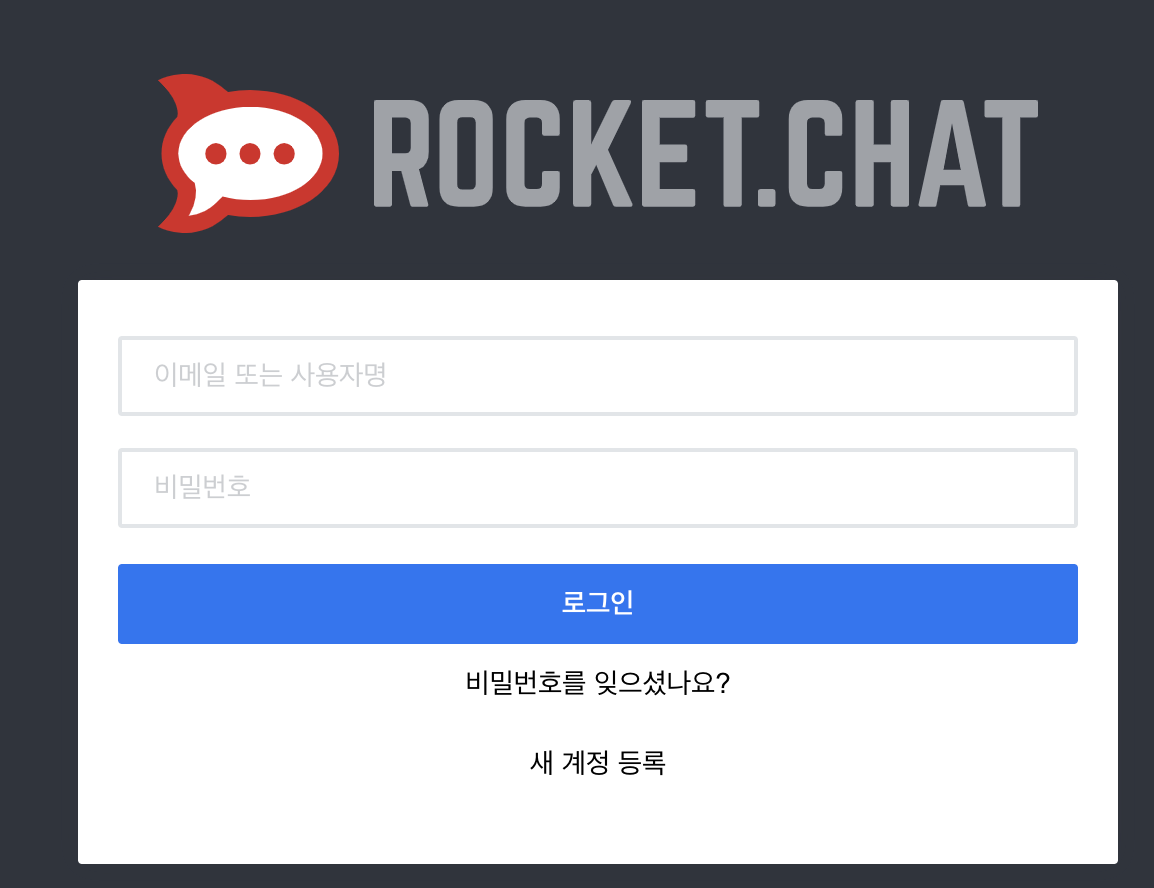 ROCKET.CHAT
이메일 또는 사용자명
비밀번호
로그인
비밀번호를 잊으셨나요?
새 계정 등록